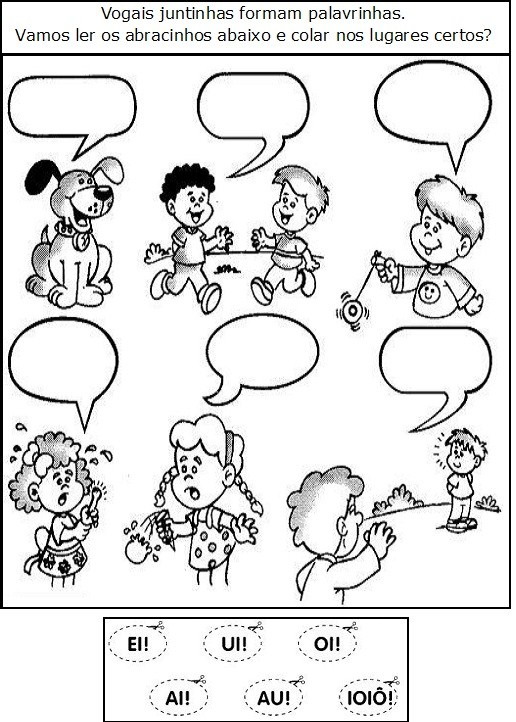 Vogais juntinhas formam palavrinhas.
Vamos ler os abracinhos abaixo e colar nos lugares certos?
EI! UI! OI!
AI! AU! IOIÔ!